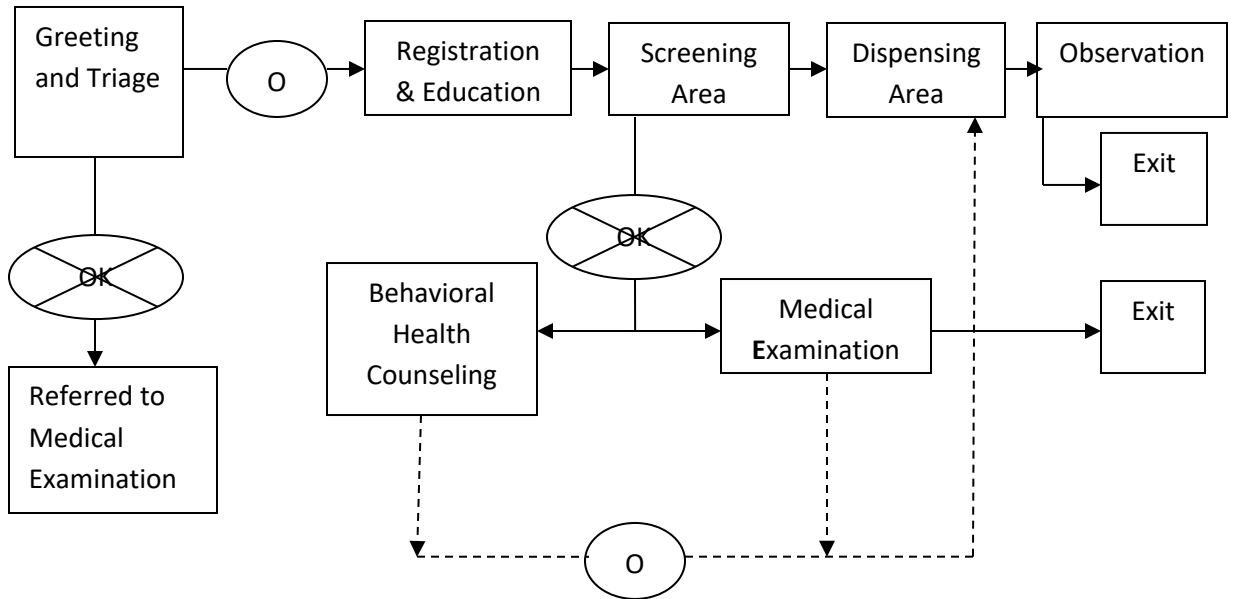 Greeting
and Triage
O
Registration
& Education
Screening
Area
Dispensing
Area
Observation
Exit
OK
OK
Behavioral
Health
Counseling
Medical
Examination
Exit
Referred to
Medical
Examination
O